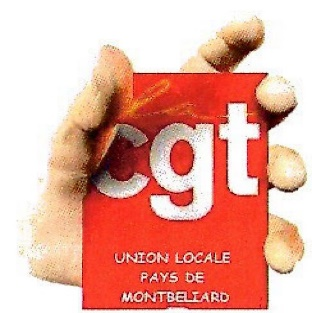 cgt
UNION LOCALE
PAYS DE
MONTBELIARD